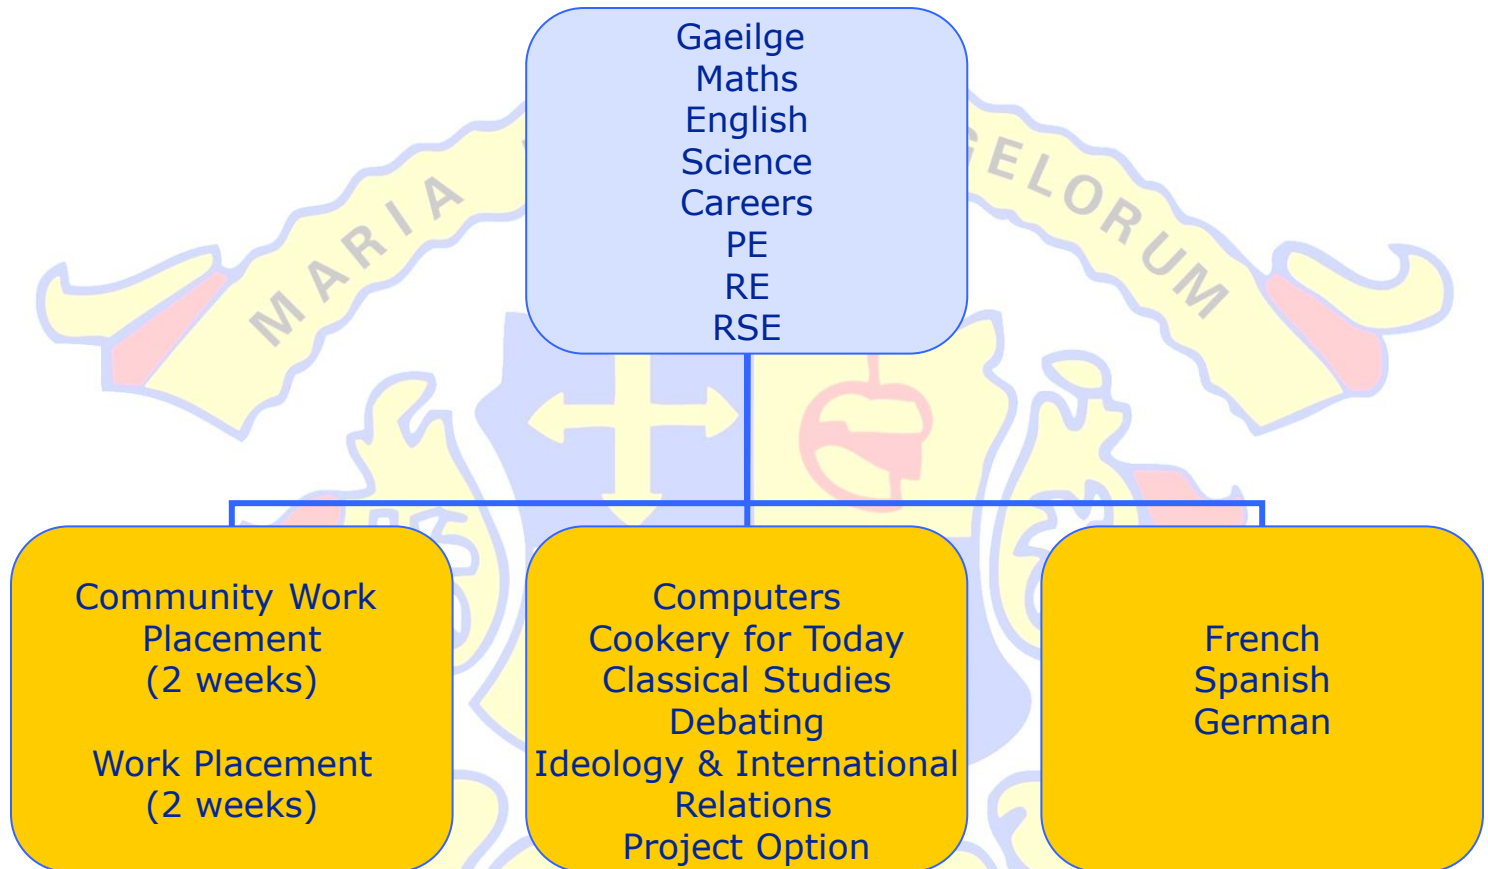 Gaeilge
Maths
English
Science
Careers
PE
RE
RSE
MARIA
GELORUM
Community Work
Placement
(2 weeks)
Work Placement
(2 weeks)
Computers
Cookery for Today
Classical Studies
Debating
Ideology & International
Relations
Project Option
French
Spanish
German